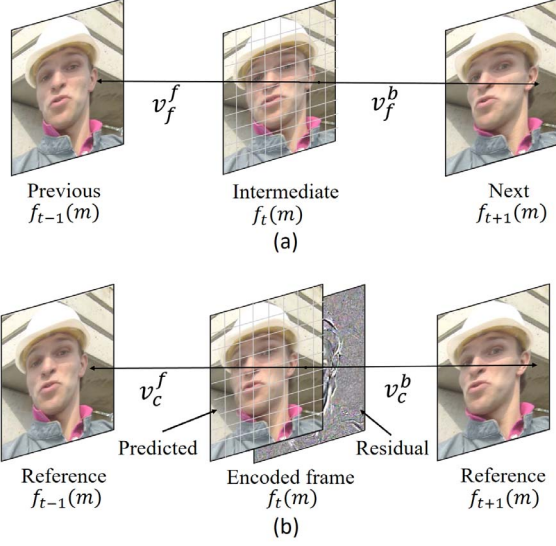 $v_f^f$ $v_f^b$
Previous Intermediate Next
$f_{t-1}(m)$ $f_t(m)$ $f_{t+1}(m)$
(a)
$v_c^f$ $v_c^b$
Predicted Residual
Reference Encoded frame Reference
$f_{t-1}(m)$ $f_t(m)$ $f_{t+1}(m)$
(b)